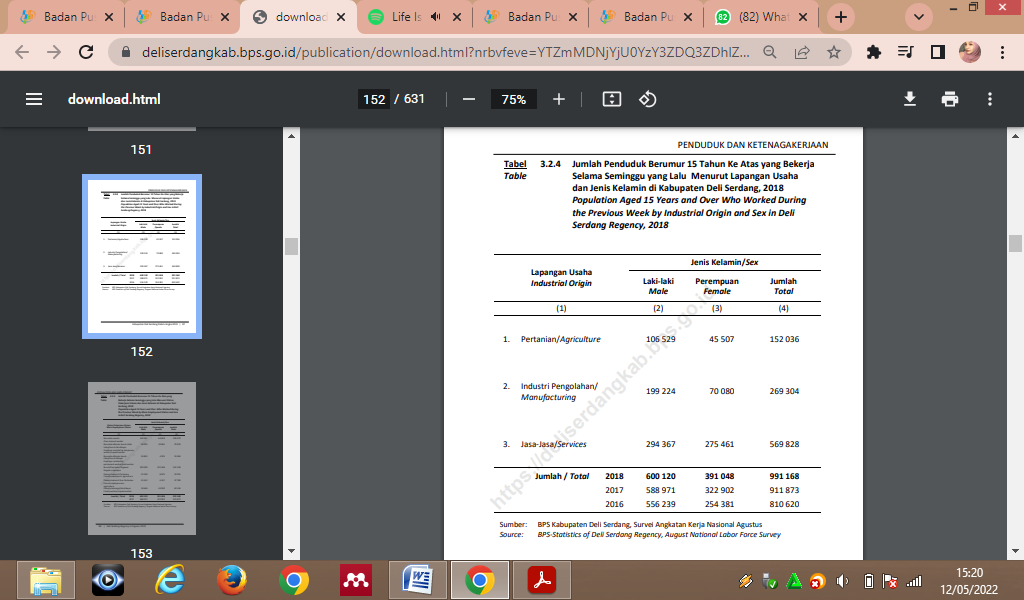 Badan Pu
Badan Pu
download
Life Is
Badan Pu
Badan Pu
(82) What
deliserdangkab.bps.go.id/publication/download.html?nrbvfeve=YTZmMDNjYjU0YzY3ZDQ3ZDhlZ...
download.html
152 / 631
75%
151
152
153
PENDUDUK DAN KETENAGAKERJAAN
Tabel 3.2.4 Jumlah Penduduk Berumur 15 Tahun Ke Atas yang Bekerja
Table Selama Seminggu yang Lalu Menurut Lapangan Usaha
dan Jenis Kelamin di Kabupaten Deli Serdang, 2018
Population Aged 15 Years and Over Who Worked During
the Previous Week by Industrial Origin and Sex in Deli
Serdang Regency, 2018
Jenis Kelamin/Sex
Lapangan Usaha
Industrial Origin
Laki-laki Perempuan Jumlah
Male Female Total
(1) (2) (3) (4)
1. Pertanian/Agriculture 106 529 45 507 152 036
2. Industri Pengolahan/
Manufacturing 199 224 70 080 269 304
3. Jasa-Jasa/Services 294 367 275 461 569 828
Jumlah / Total 2018 600 120 391 048 991 168
2017 588 971 322 902 911 873
2016 556 239 254 381 810 620
Sumber: BPS Kabupaten Deli Serdang, Survei Angkatan Kerja Nasional Agustus
Source: BPS-Statistics of Deli Serdang Regency, August National Labor Force Survey
https://deliserdangkab.bps.go.id
15:20
12/05/2022